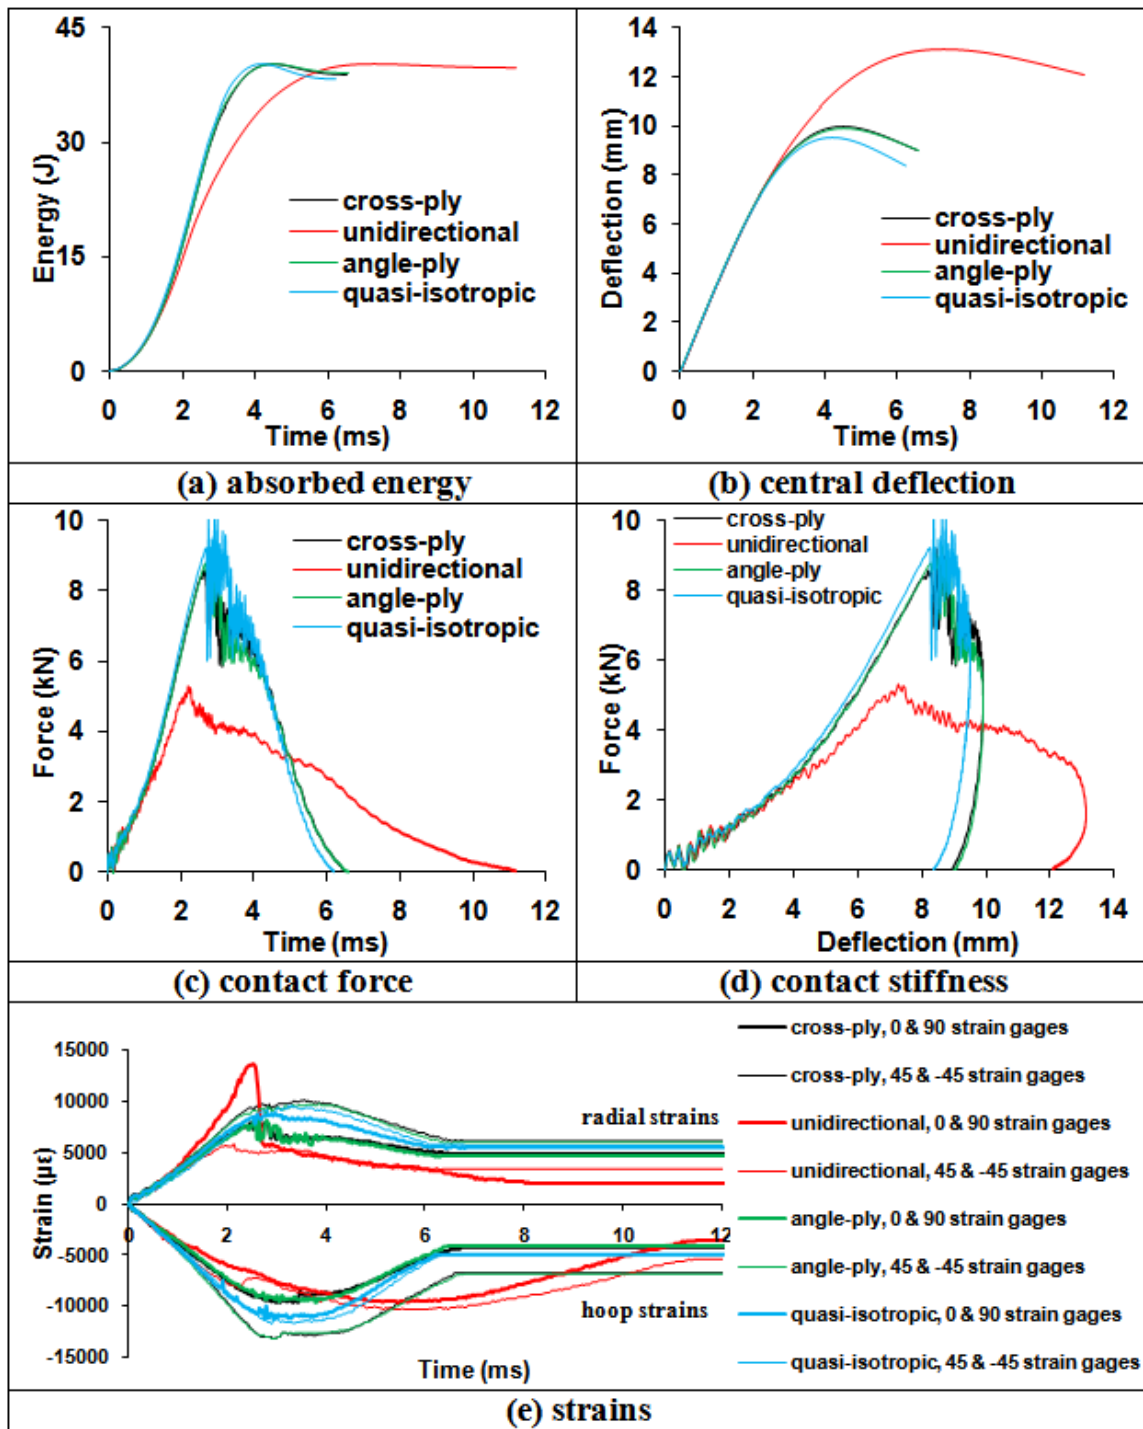 45
30
15
0
Energy (J)
cross-ply
unidirectional
angle-ply
quasi-isotropic
0 2 4 6 8 10 12
Time (ms)
(a) absorbed energy
14
12
10
8
6
4
2
0
Deflection (mm)
cross-ply
unidirectional
angle-ply
quasi-isotropic
0 2 4 6 8 10 12
Time (ms)
(b) central deflection
10
8
6
4
2
0
Force (kN)
cross-ply
unidirectional
angle-ply
quasi-isotropic
0 2 4 6 8 10 12
Time (ms)
(c) contact force
10
8
6
4
2
0
Force (kN)
cross-ply
unidirectional
angle-ply
quasi-isotropic
0 2 4 6 8 10 12 14
Deflection (mm)
(d) contact stiffness
15000
10000
5000
0
-5000
-10000
-15000
Strain (µε)
radial strains
0 2 4 6 8 10 12
hoop strains
Time (ms)
cross-ply, 0 & 90 strain gages
cross-ply, 45 & -45 strain gages
unidirectional, 0 & 90 strain gages
unidirectional, 45 & -45 strain gages
angle-ply, 0 & 90 strain gages
angle-ply, 45 & -45 strain gages
quasi-isotropic, 0 & 90 strain gages
quasi-isotropic, 45 & -45 strain gages
(e) strains